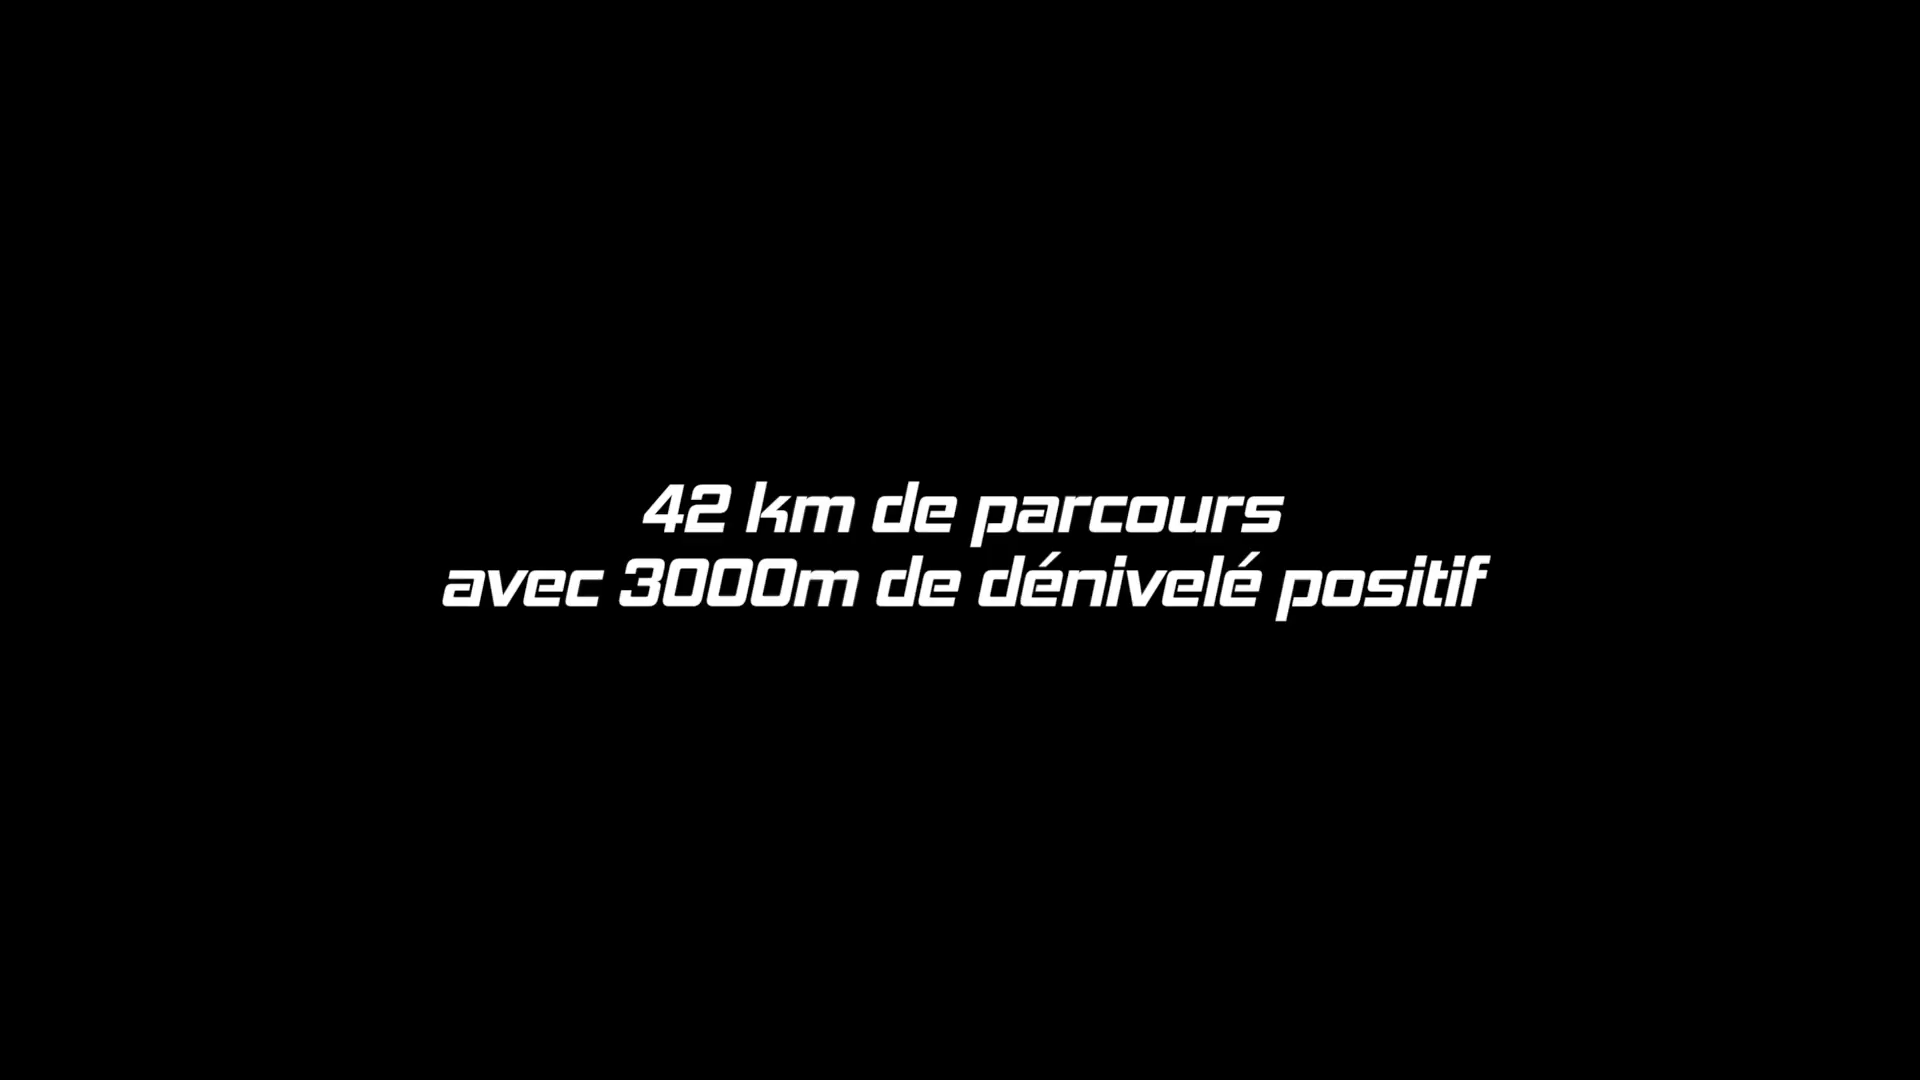 42 km de parcours
avec 3000m de dénivelé positif